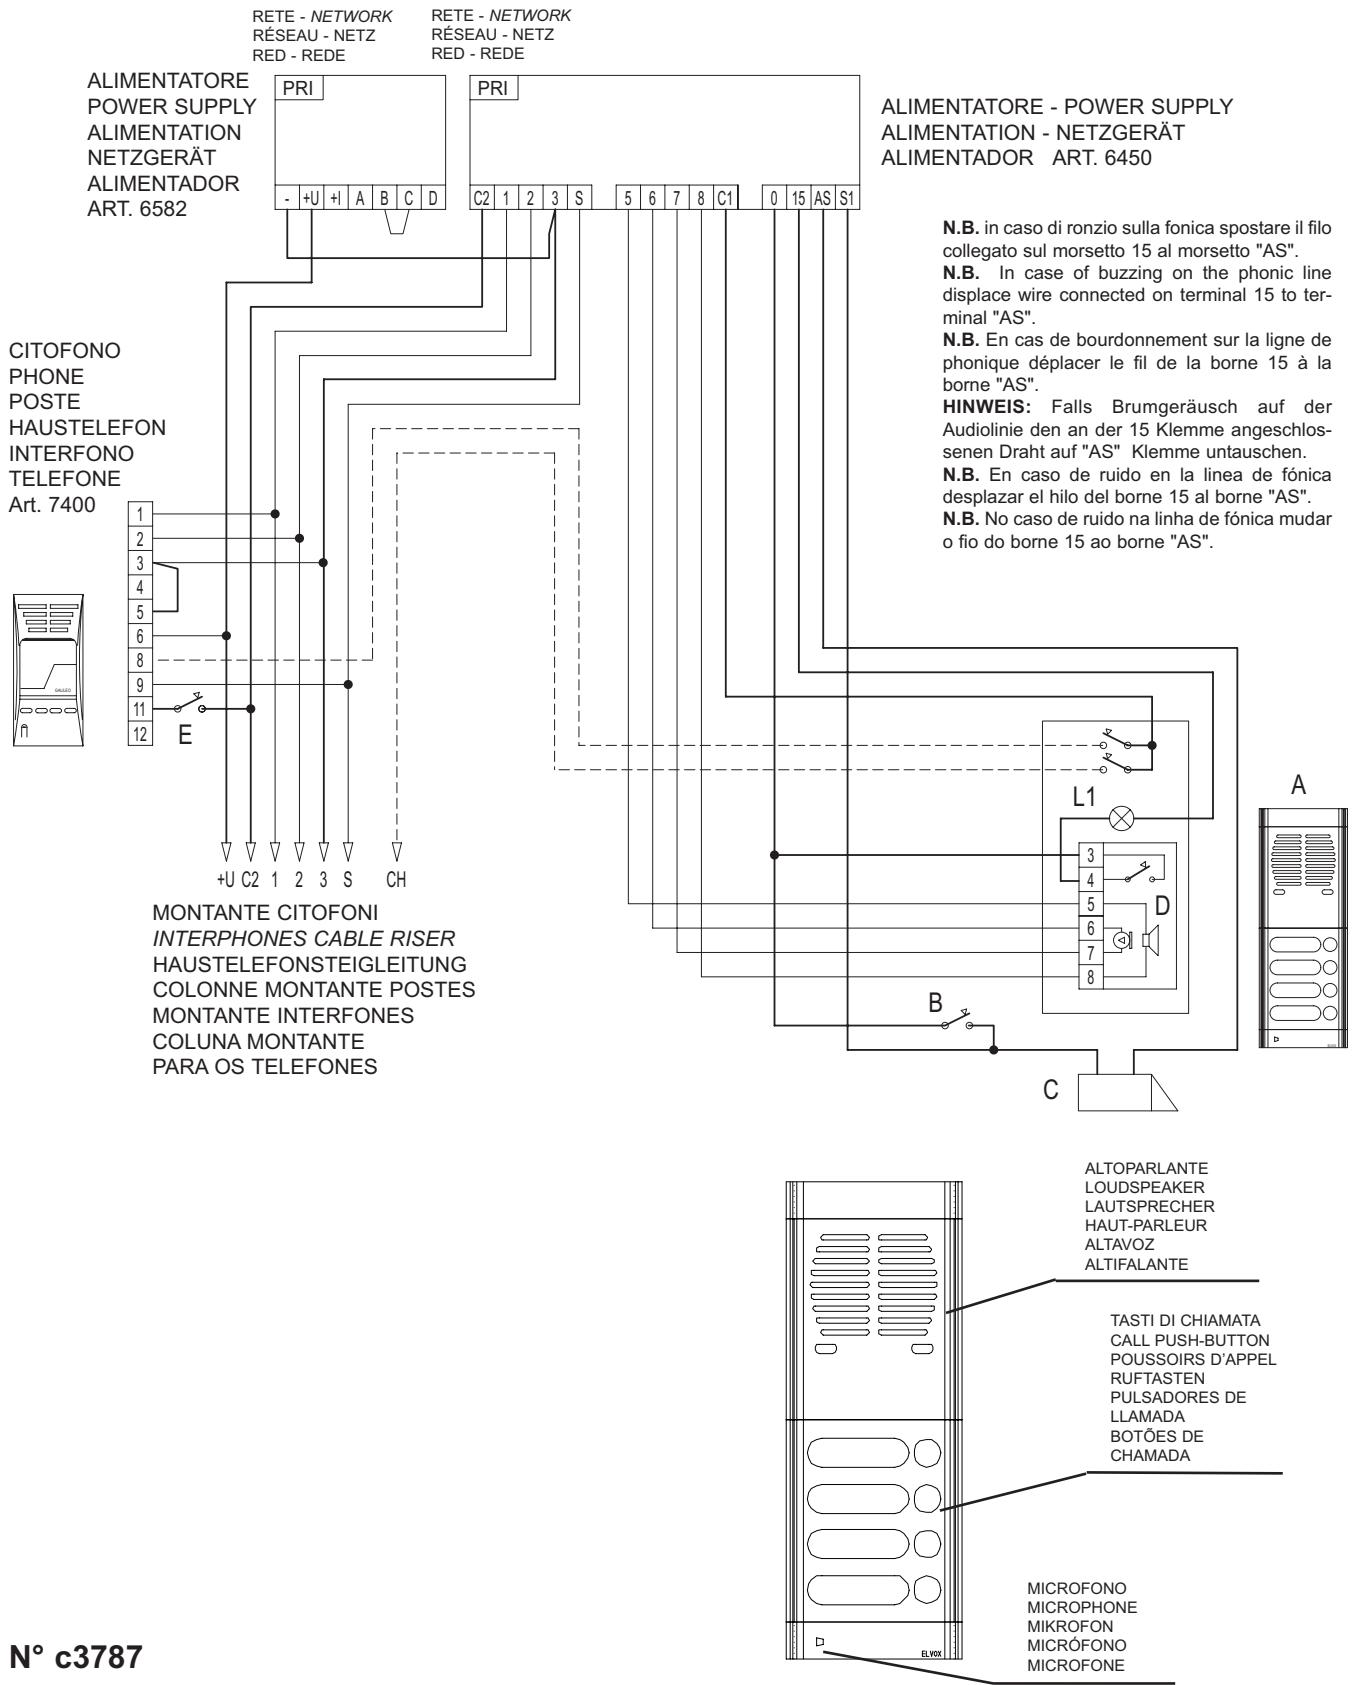 RETE - NETWORK
RÉSEAU - NETZ
RED - REDE
RETE - NETWORK
RÉSEAU - NETZ
RED - REDE
ALIMENTATORE
POWER SUPPLY
ALIMENTATION
NETZGERÄT
ALIMENTADOR
ART. 6582
PRI
- +U +I A B C D
PRI
C2 1 2 3 S 5 6 7 8 C1 0 15 AS S1
ALIMENTATORE - POWER SUPPLY
ALIMENTATION - NETZGERÄT
ALIMENTADOR ART. 6450
N.B. in caso di ronzio sulla fonica spostare il filo
collegato sul morsetto 15 al morsetto "AS".
N.B. In case of buzzing on the phonic line
displace wire connected on terminal 15 to ter-
minal "AS".
N.B. En cas de bourdonnement sur la ligne de
phonique déplacer le fil de la borne 15 à la
borne "AS".
HINWEIS: Falls Brumgeräusch auf der
Audiolinie den an der 15 Klemme angeschlos-
senen Draht auf "AS" Klemme untauschen.
N.B. En caso de ruido en la linea de fónica
desplazar el hilo del borne 15 al borne "AS".
N.B. No caso de ruido na linha de fónica mudar
o fio do borne 15 ao borne "AS".
CITOFONO
PHONE
POSTE
HAUSTELEFON
INTERFONO
TELEFONE
Art. 7400
1
2
3
4
5
6
8
9
11
12
GALILEO
E
+U C2 1 2 3 S CH
MONTANTE CITOFONI
INTERPHONES CABLE RISER
HAUSTELEFONSTEIGLEITUNG
COLONNE MONTANTE POSTES
MONTANTE INTERFONES
COLUNA MONTANTE
PARA OS TELEFONES
L1
A
3
4
5
6
7
8
D
B
C
ALTOPARLANTE
LOUDSPEAKER
LAUTSPRECHER
HAUT-PARLEUR
ALTAVOZ
ALTIFALANTE
TASTI DI CHIAMATA
CALL PUSH-BUTTON
POUSSOIRS D'APPEL
RUFTASTEN
PULSADORES DE
LLAMADA
BOTÕES DE
CHAMADA
MICROFONO
MICROPHONE
MIKROFON
MICRÓFONO
MICROFONE
ELVOX
N° c3787